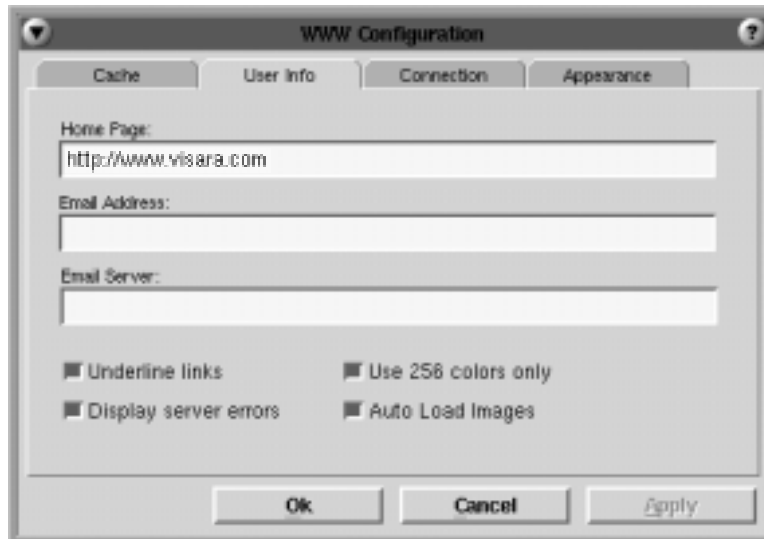 WWW Configuration ?
Cache User Info Connection Appearance
Home Page:
http://www.visara.com
Email Address:
Email Server:
Underline links Use 256 colors only
Display server errors Auto Load Images
Ok Cancel Apply